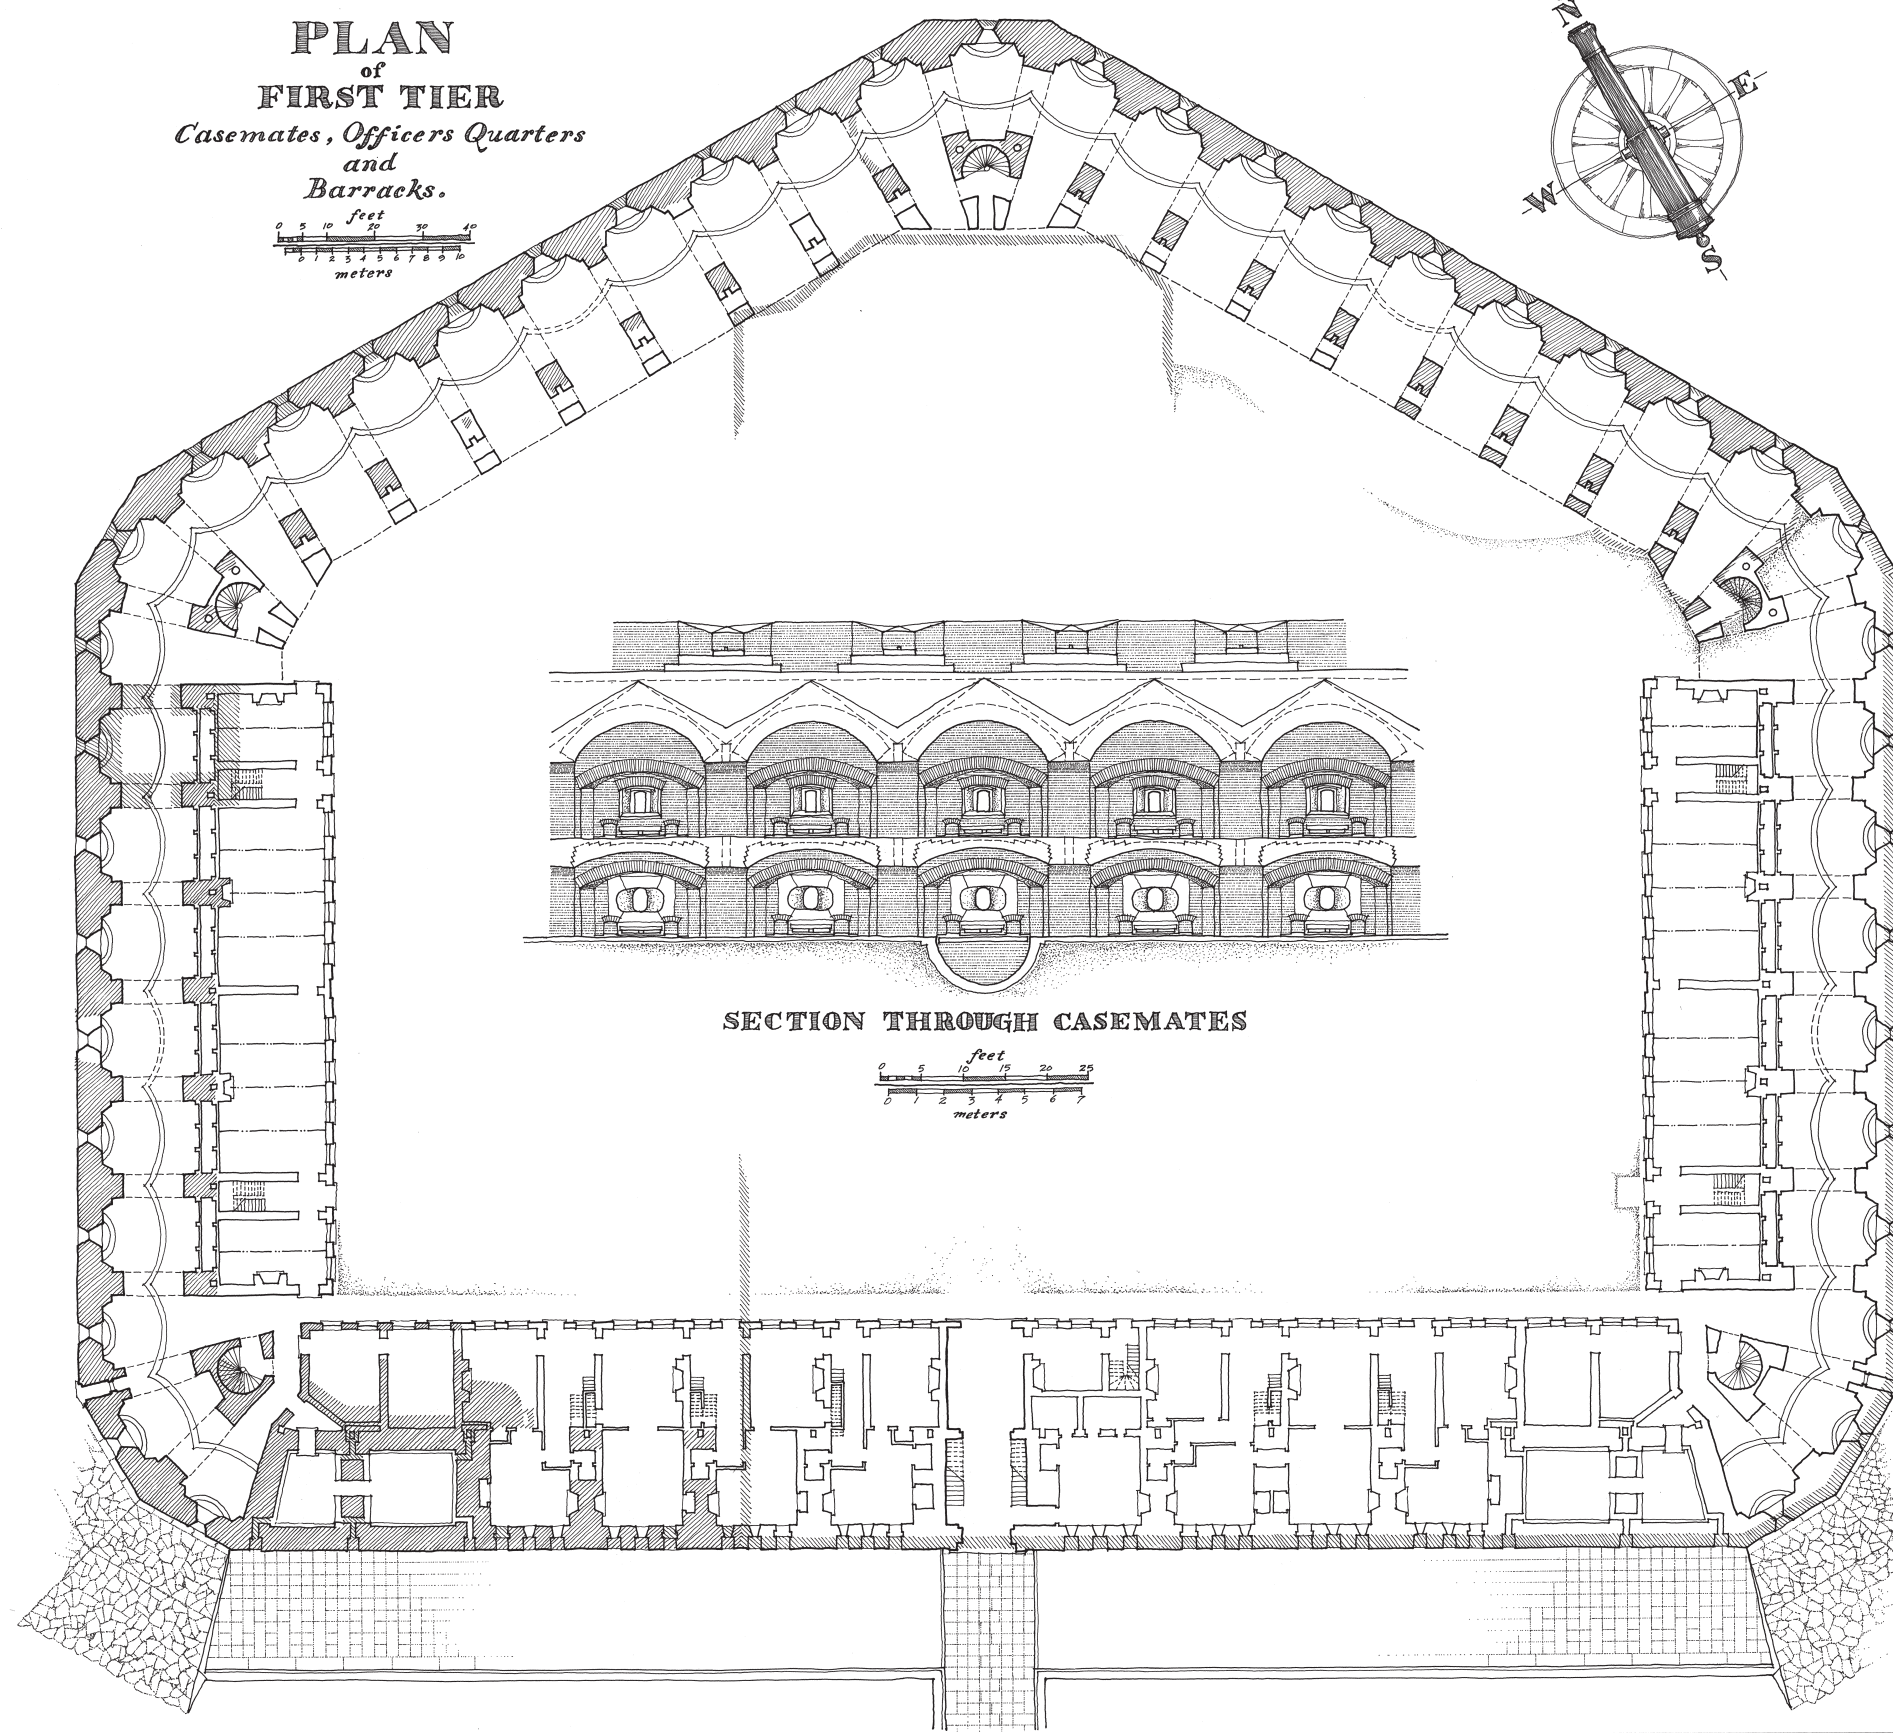 PLAN
of
FIRST TIER
Casemates, Officers Quarters
and
Barracks.
feet
0 5 10 20 30 40
0 1 2 3 4 5 6 7 8 9 10
meters
N
E
W
S
SECTION THROUGH CASEMATES
feet
0 5 10 15 20 25
0 1 2 3 4 5 6 7
meters